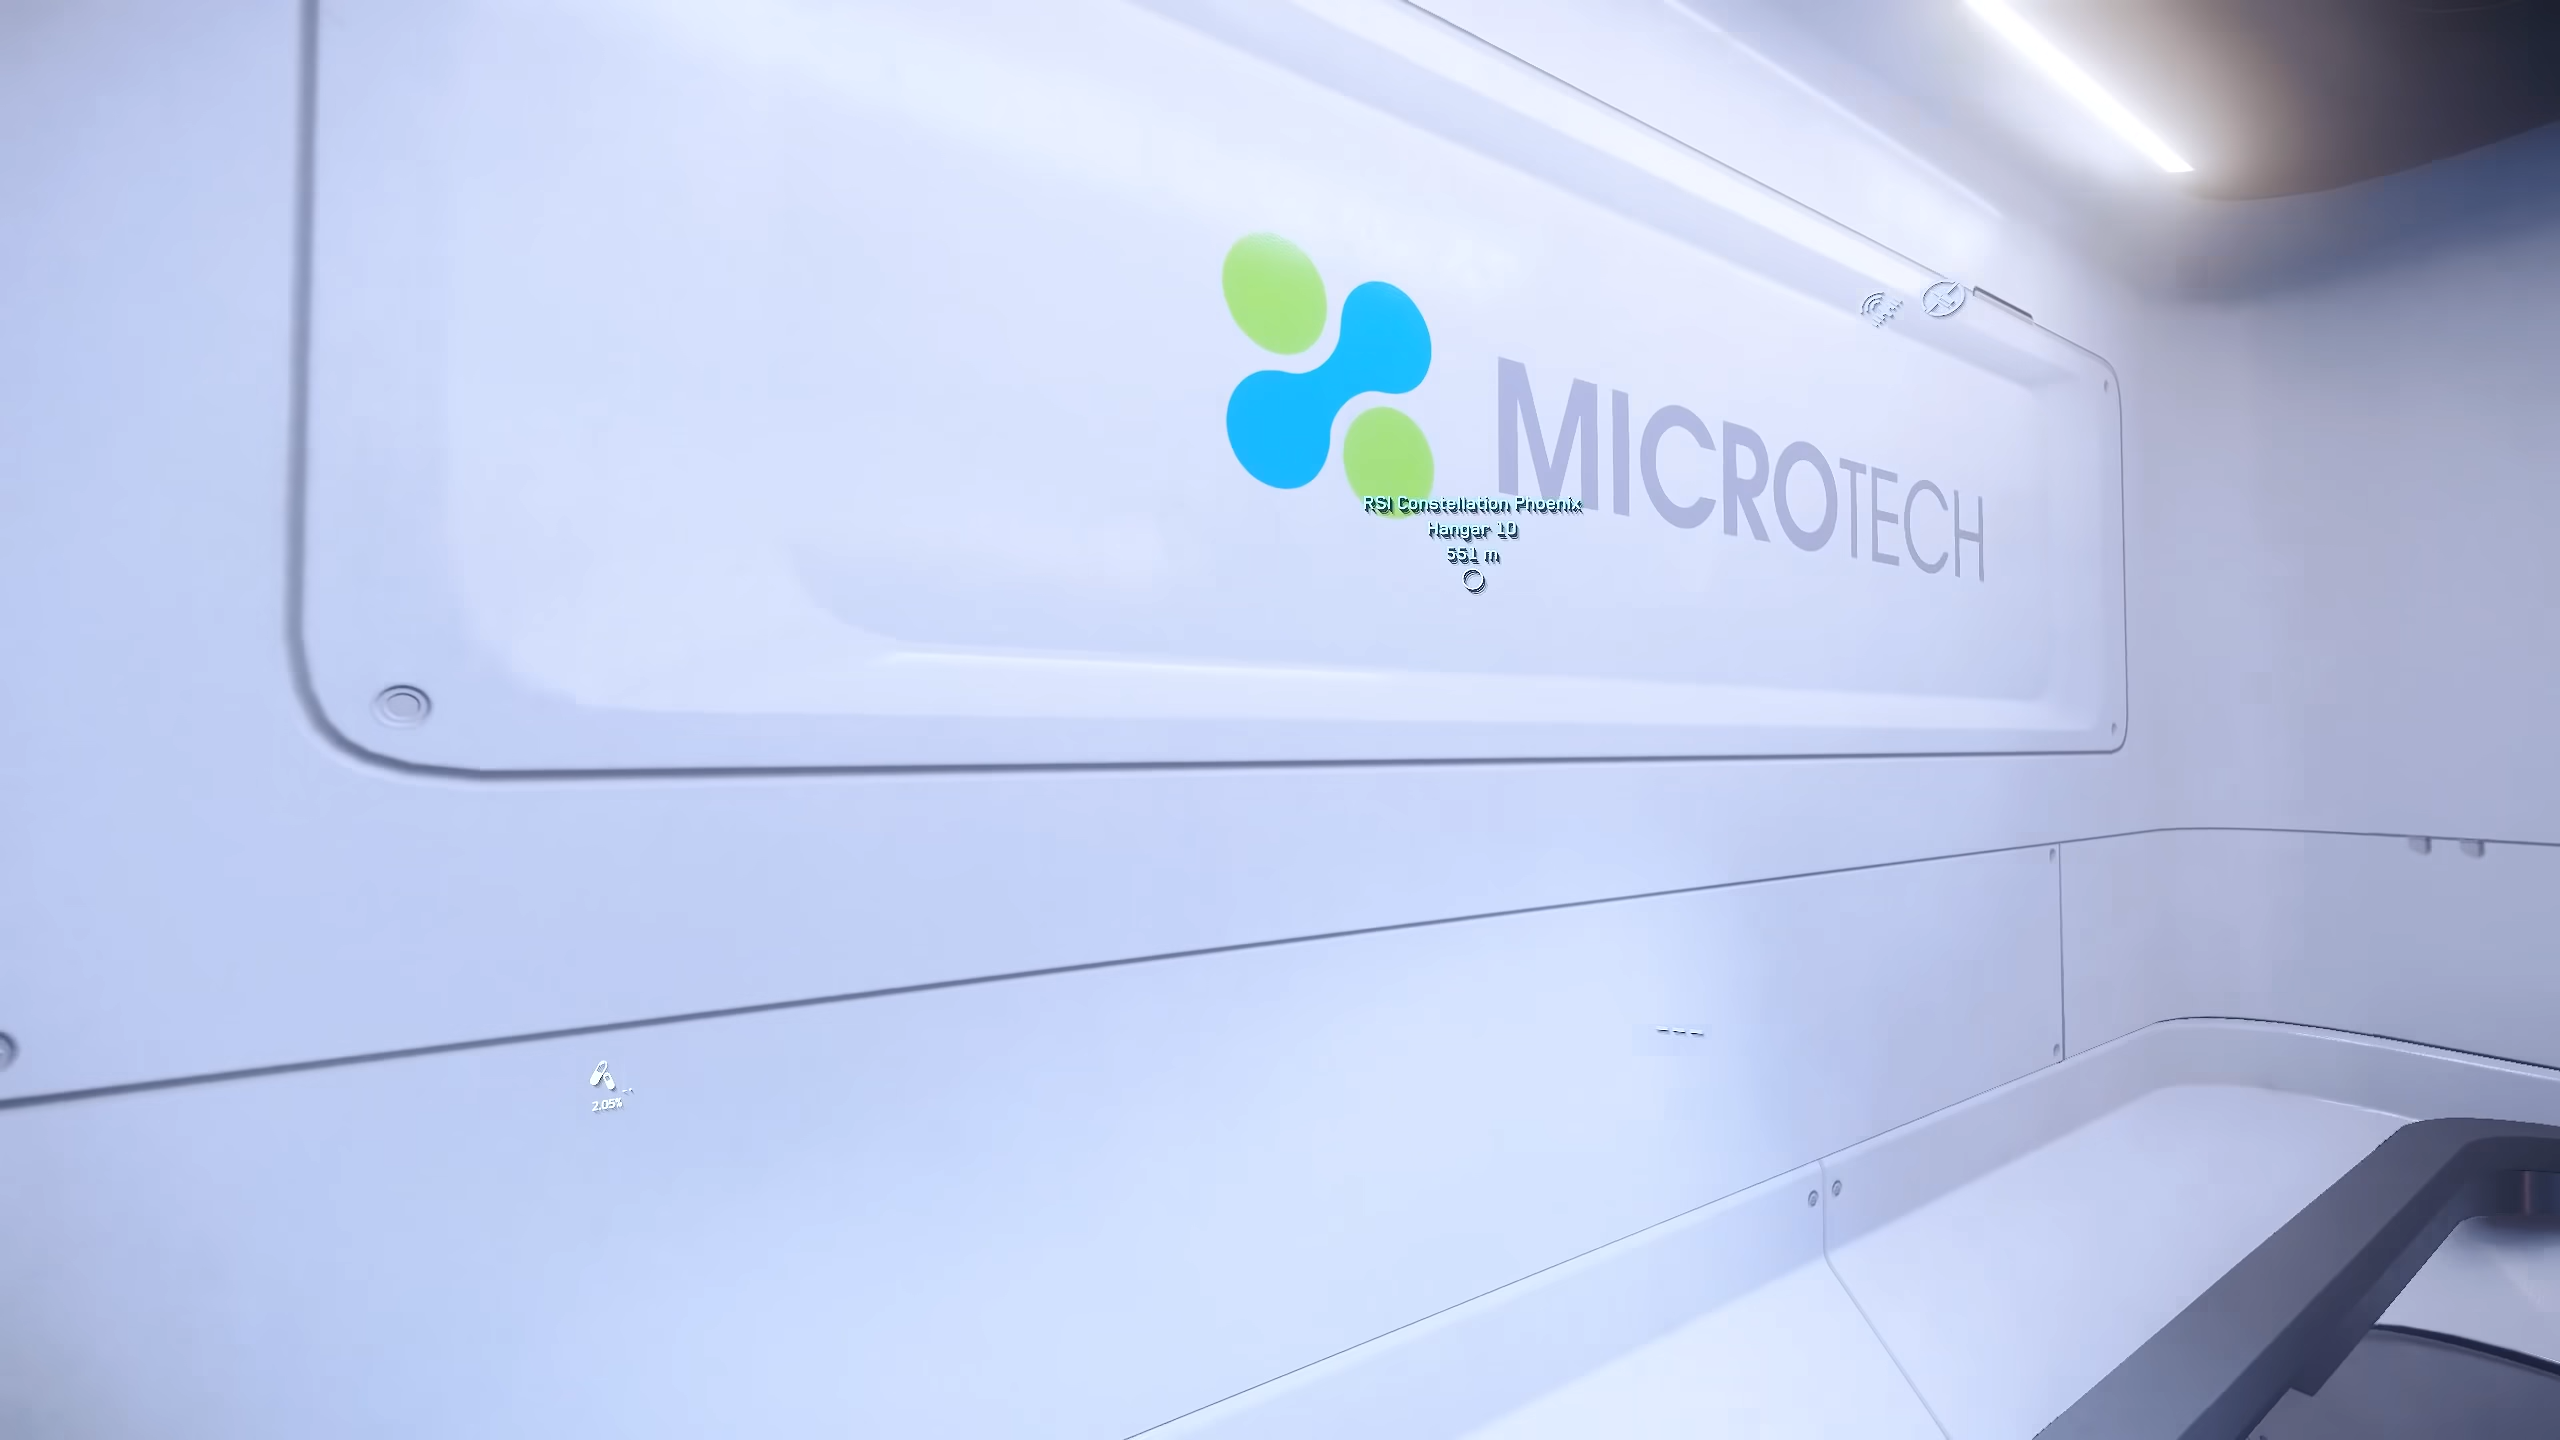 MICROTECH
RSI Constellation Phoenix
Hangar 10
551 m
---
2.05%